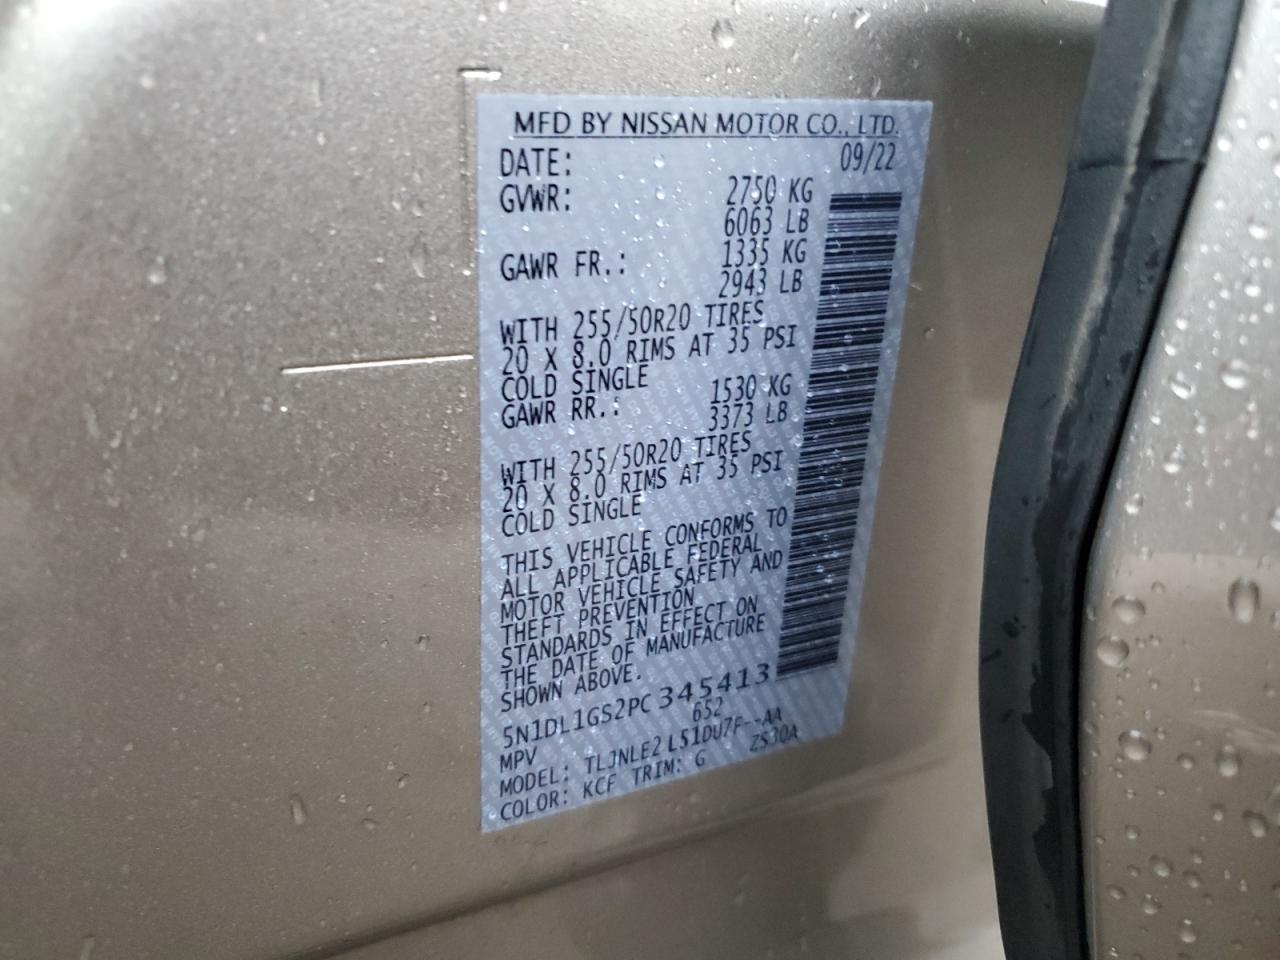 MFD BY NISSAN MOTOR CO., LTD.
DATE: 09/22
GVWR: 2750 KG
6063 LB
GAWR FR.: 1335 KG
2943 LB
WITH 255/50R20 TIRES
20 X 8.0 RIMS AT 35 PSI
COLD SINGLE
GAWR RR.: 1530 KG
3373 LB
WITH 255/50R20 TIRES
20 X 8.0 RIMS AT 35 PSI
COLD SINGLE
THIS VEHICLE CONFORMS TO
ALL APPLICABLE FEDERAL
MOTOR VEHICLE SAFETY AND
THEFT PREVENTION
STANDARDS IN EFFECT ON
THE DATE OF MANUFACTURE
SHOWN ABOVE.
5N1DL1GS2PC345413
MPV 652
MODEL: TLJNLE2 LS1DU7F--AA
COLOR: KCF TRIM: G ZS30A